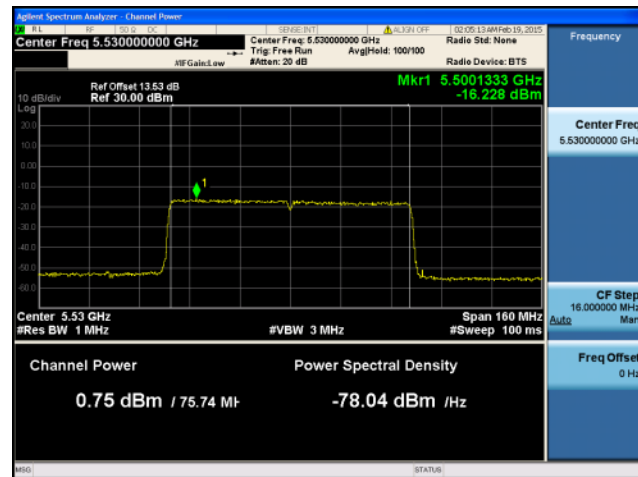 Agilent Spectrum Analyzer - Channel Power
RL RF 50 Ω DC SENSE:INT ALIGN OFF 02:05:13 AM Feb 19, 2015
Center Freq 5.530000000 GHz
Center Freq: 5.530000000 GHz
Radio Std: None
Trig: Free Run Avg|Hold: 100/100
#IFGain:Low #Atten: 20 dB Radio Device: BTS
Ref Offset 13.53 dB
Mkr1 5.5001333 GHz
10 dB/div Ref 30.00 dBm -16.228 dBm
Log
20.0
10.0
0.00
-10.0
-20.0
-30.0
-40.0
-50.0
-60.0
1
Center 5.53 GHz Span 160 MHz
#Res BW 1 MHz #VBW 3 MHz #Sweep 100 ms
Channel Power Power Spectral Density
0.75 dBm / 75.74 MH -78.04 dBm /Hz
MSG STATUS
Frequency
Center Freq
5.530000000 GHz
CF Step
16.000000 MHz
Auto Man
Freq Offset
0 Hz